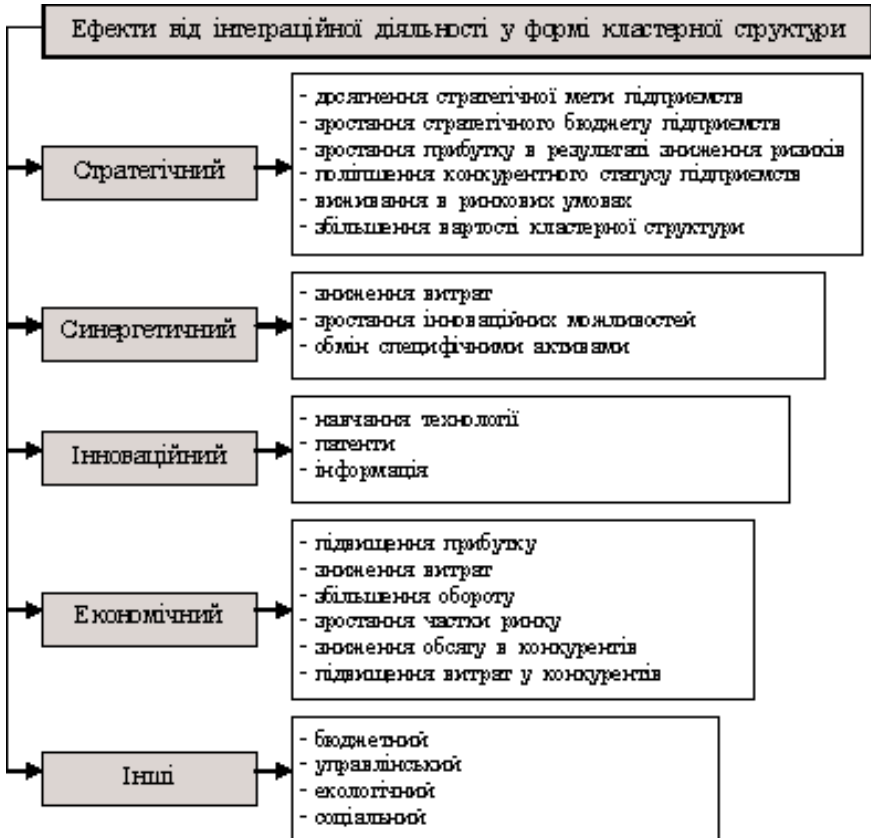 Ефекти від інтеграційної діяльності у формі кластерної структури
Стратегічний
- досягнення стратегічної мети підприємств
- зростання стратегічного бюджету підприємств
- зростання прибутку в результаті зниження ризиків
- поліпшення конкурентного статусу підприємств
- виживання в ринкових умовах
- збільшення вартості кластерної структури
Синергетичний
- зниження витрат
- зростання інноваційних можливостей
- обмін специфічними активами
Інноваційний
- навчання технології
- патенти
- інформація
Економічний
- підвищення прибутку
- зниження витрат
- збільшення обороту
- зростання частки ринку
- зниження обсягу в конкурентів
- підвищення витрат у конкурентів
Інші
- бюджетний
- управлінський
- екологічний
- соціальний